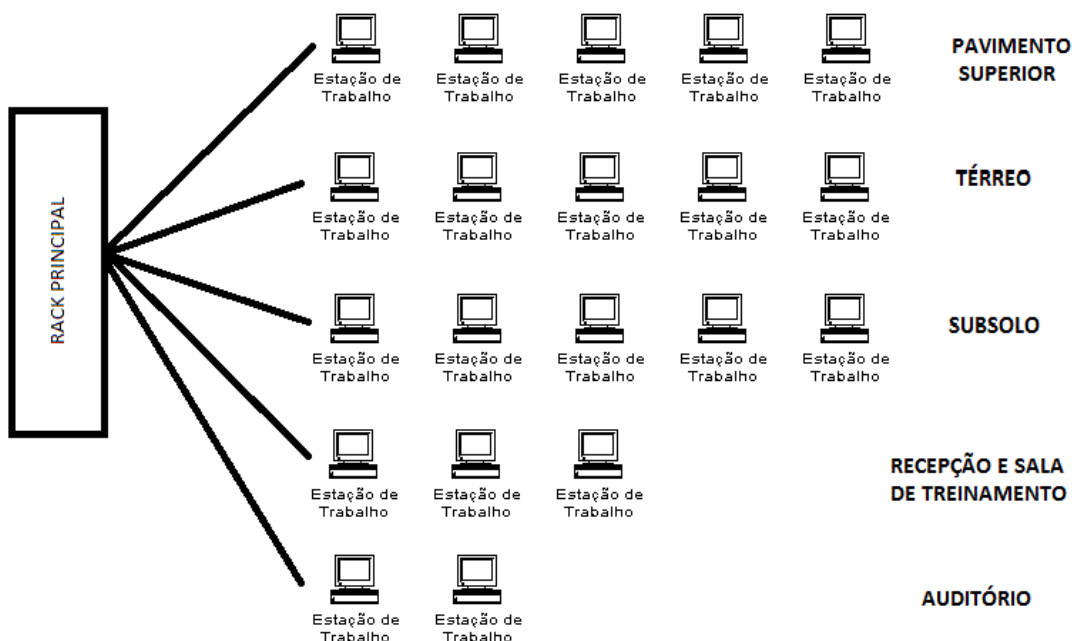 RACK PRINCIPAL
Estação de Estação de Estação de Estação de Estação de
Trabalho Trabalho Trabalho Trabalho Trabalho
PAVIMENTO
SUPERIOR
Estação de Estação de Estação de Estação de Estação de
Trabalho Trabalho Trabalho Trabalho Trabalho
TÉRREO
Estação de Estação de Estação de Estação de Estação de
Trabalho Trabalho Trabalho Trabalho Trabalho
SUBSOLO
Estação de Estação de Estação de
Trabalho Trabalho Trabalho
RECEPÇÃO E SALA
DE TREINAMENTO
Estação de Estação de
Trabalho Trabalho
AUDITÓRIO